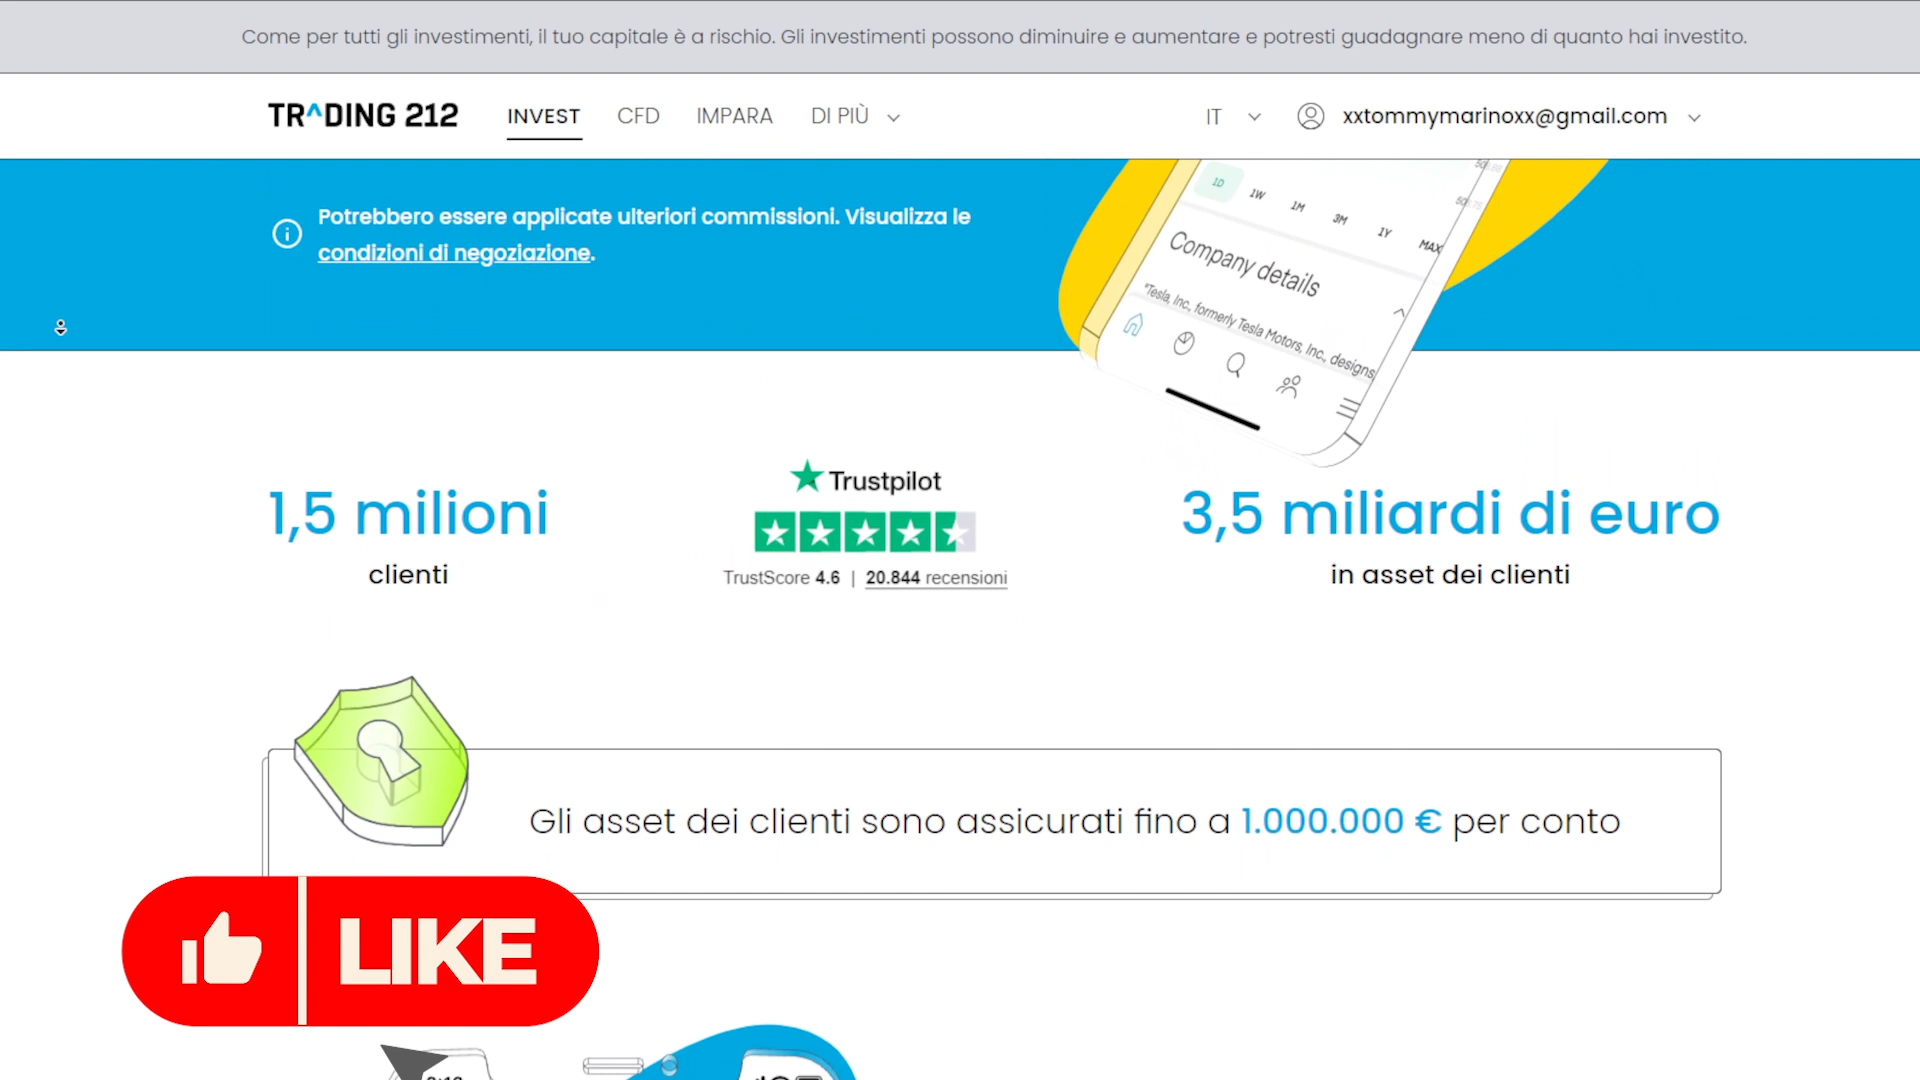 Come per tutti gli investimenti, il tuo capitale è a rischio. Gli investimenti possono diminuire e aumentare e potresti guadagnare meno di quanto hai investito.
TR^DING 212 INVEST CFD IMPARA DI PIÙ IT xxtommymarinoxx@gmail.com
Potrebbero essere applicate ulteriori commissioni. Visualizza le
condizioni di negoziazione.
1D 1W 1M 3M 1Y MAX
Company details
"Tesla, Inc., formerly Tesla Motors, Inc., designs
Trustpilot
1,5 milioni
clienti
TrustScore 4.6 | 20.844 recensioni
3,5 miliardi di euro
in asset dei clienti
Gli asset dei clienti sono assicurati fino a 1.000.000 € per conto
LIKE